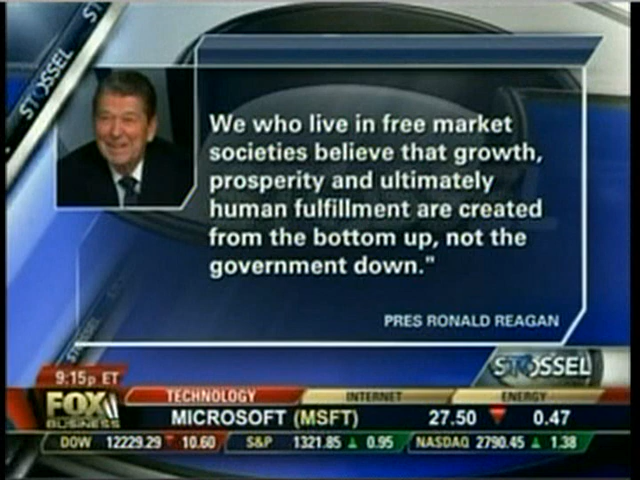 STOSSEL
We who live in free market
societies believe that growth,
prosperity and ultimately
human fulfillment are created
from the bottom up, not the
government down."
PRES RONALD REAGAN
STOSSEL
STOSSEL
9:15p ET
TECHNOLOGY INTERNET ENERGY
FOX BUSINESS
MICROSOFT (MSFT) 27.50 ▼ 0.47
DOW 12229.29 ▼ 10.60 S&P 1321.85 ▲ 0.95 NASDAQ 2790.45 ▲ 1.38